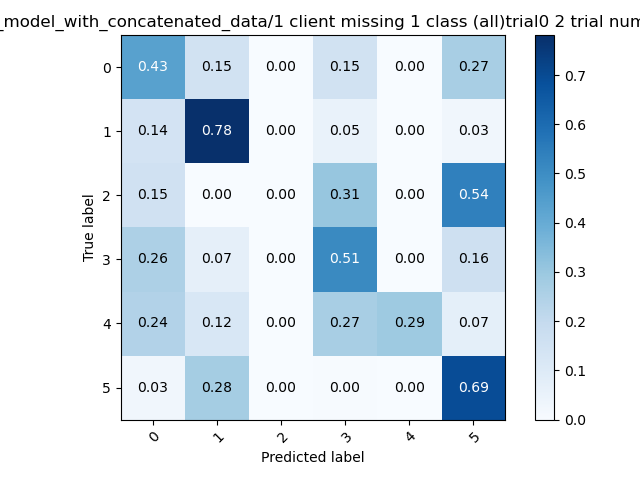 _model_with_concatenated_data/1 client missing 1 class (all)trial0 2 trial num
0 0.43 0.15 0.00 0.15 0.00 0.27
1 0.14 0.78 0.00 0.05 0.00 0.03
2 0.15 0.00 0.00 0.31 0.00 0.54
3 0.26 0.07 0.00 0.51 0.00 0.16
4 0.24 0.12 0.00 0.27 0.29 0.07
5 0.03 0.28 0.00 0.00 0.00 0.69
0 1 2 3 4 5
True label
Predicted label
0.7
0.6
0.5
0.4
0.3
0.2
0.1
0.0